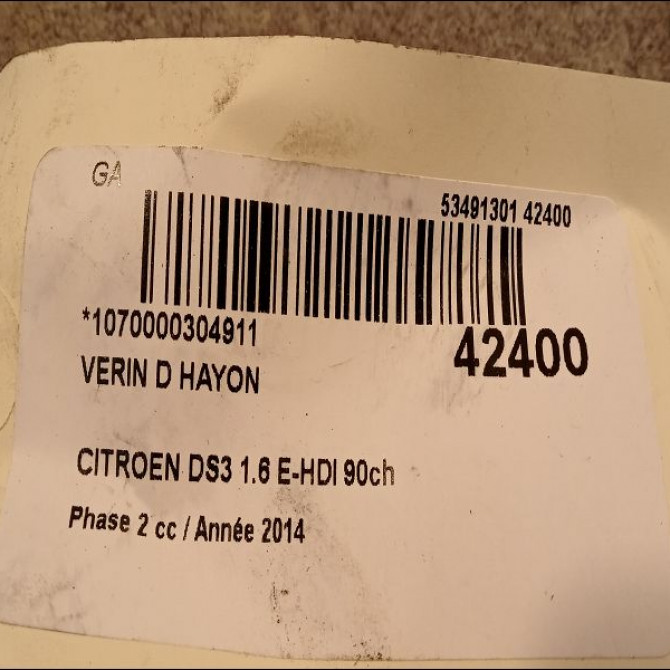 GA
53491301 42400
*1070000304911
42400
VERIN D HAYON
CITROEN DS3 1.6 E-HDI 90ch
Phase 2 cc / Année 2014